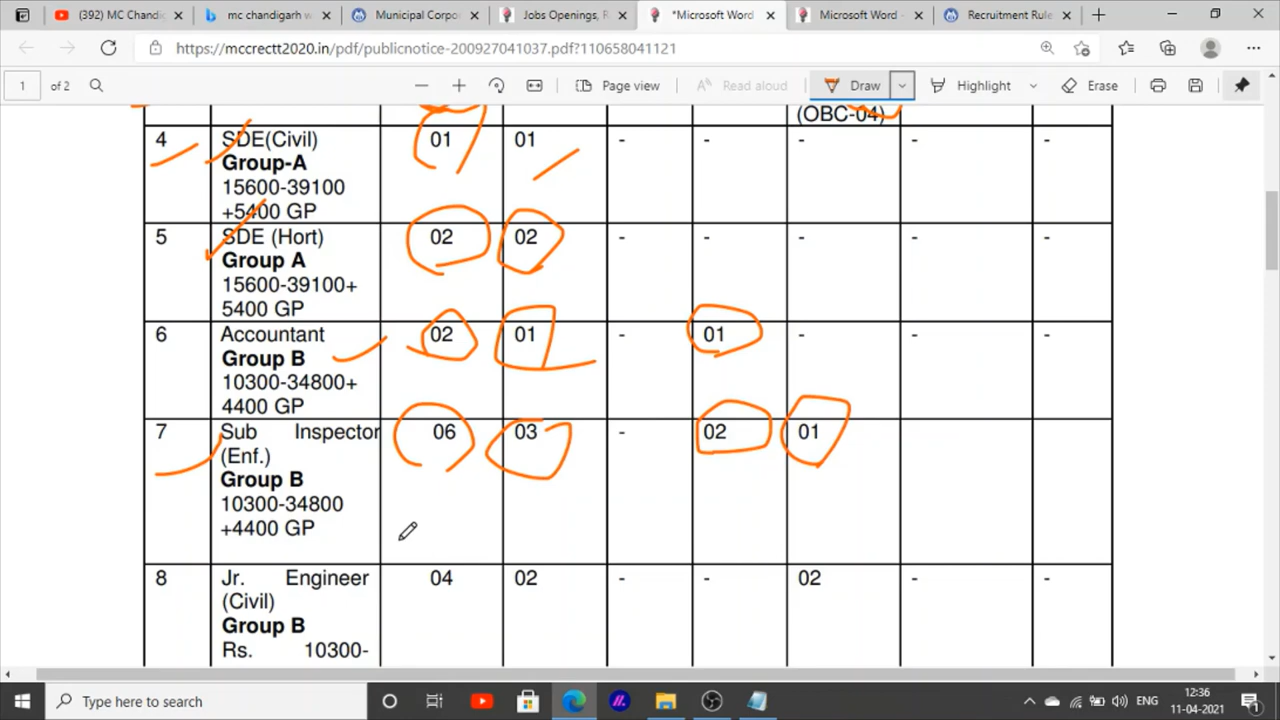 (392) MC Chandig
mc chandigarh w
Municipal Corpo
Jobs Openings, R
*Microsoft Word
Microsoft Word -
Recruitment Rule
https://mccrectt2020.in/pdf/publicnotice-200927041037.pdf?110658041121
1 of 2 Page view Read aloud Draw Highlight Erase
(OBC-04)
4 SDE(Civil) 01 01 - - - - -
Group-A
15600-39100
+5400 GP
5 SDE (Hort) 02 02 - - - - -
Group A
15600-39100+
5400 GP
6 Accountant 02 01 - 01 - - -
Group B
10300-34800+
4400 GP
7 Sub Inspector 06 03 - 02 01
(Enf.)
Group B
10300-34800
+4400 GP
8 Jr. Engineer 04 02 - - 02 - -
(Civil)
Group B
Rs. 10300-
Type here to search
ENG
12:36
11-04-2021
1